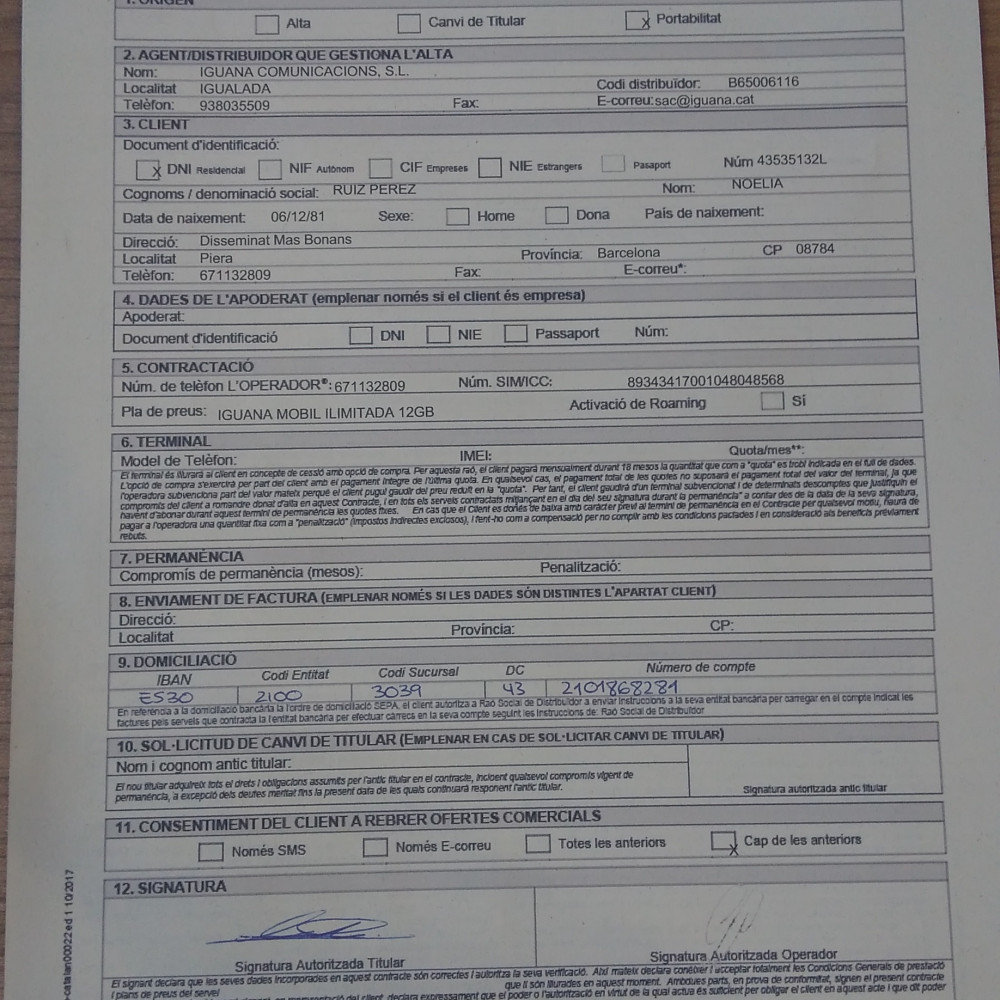 1. ORIGEN
Alta Canvi de Titular x Portabilitat
2. AGENT/DISTRIBUIDOR QUE GESTIONA L'ALTA
Nom: IGUANA COMUNICACIONS, S.L.
Localitat IGUALADA Codi distribuïdor: B65006116
Telèfon: 938035509 Fax: E-correu: sac@iguana.cat
3. CLIENT
Document d'identificació:
x DNI Residencial NIF Autònom CIF Empreses NIE Estrangers Pasaport Núm 43535132L
Cognoms / denominació social: RUIZ PEREZ Nom: NOELIA
Data de naixement: 06/12/81 Sexe: Home Dona País de naixement:
Direcció: Disseminat Mas Bonans
Localitat Piera Província: Barcelona CP 08784
Telèfon: 671132809 Fax: E-correu*:
4. DADES DE L'APODERAT (emplenar només si el client és empresa)
Apoderat:
Document d'identificació DNI NIE Passaport Núm:
5. CONTRACTACIÓ
Núm. de telèfon L'OPERADOR®: 671132809 Núm. SIM/ICC: 89343417001048048568
Pla de preus: IGUANA MOBIL ILIMITADA 12GB Activació de Roaming Sí
6. TERMINAL
Model de Telèfon: IMEI: Quota/mes**:
El terminal és lliurarà al client en concepte de cessió amb opció de compra. Per aquesta raó, el client pagarà mensualment durant 18 mesos la quantitat que com a "quota" es trobi indicada en el full de dades.
L'opció de compra s'exercirà per part del client amb el pagament íntegre de l'última quota. En qualsevol cas, el pagament total de les quotes no suposarà el pagament total del valor del terminal, ja que
l'operadora subvenciona part del valor mateix perquè el client pugui gaudir del preu reduït en la "quota". Per tant, el client gaudirà d'un terminal subvencionat i de determinats descomptes que justifiquin el
compromís del client a romandre donat d'alta en aquest Contracte, i en tots els serveis contractats mitjançant en el dia del seu signatura durant la permanència" a contar des de la data de la seva signatura,
havent d'abonar durant aquest termini de permanència les quotes fixes. En cas que el Client es donés de baixa amb caràcter previ al termini de permanència en el Contracte per qualsevol motiu, haurà de
pagar a l'operadora una quantitat fixa com a "penalització" (impostos indirectes exclosos), i fent-ho com a compensació per no complir amb les condicions pactades i en consideració als beneficis prèviament
rebuts.
7. PERMANÈNCIA
Compromís de permanència (mesos): Penalització:
8. ENVIAMENT DE FACTURA (EMPLENAR NOMÉS SI LES DADES SÓN DISTINTES L'APARTAT CLIENT)
Direcció:
Localitat Província: CP:
9. DOMICILIACIÓ
IBAN Codi Entitat Codi Sucursal DC Número de compte
ES30 2100 3039 43 2101868281
En referència a la domiciliació bancària la l'ordre de domiciliació SEPA, el client autoritza a Raó Social de Distribuidor a enviar instruccions a la seva entitat bancària per carregar en el compte indicat les
factures pels serveis que contracta i a l'entitat bancària per efectuar càrrecs en la seva compte seguint les instruccions de: Raó Social de Distribuidor
10. SOL·LICITUD DE CANVI DE TITULAR (EMPLENAR EN CAS DE SOL·LICITAR CANVI DE TITULAR)
Nom i cognom antic titular:
El nou titular adquireix tots el drets i obligacions assumits per l'antic titular en el contracte, incloent qualsevol compromís vigent de
permanència, a excepció dels deutes meritat fins la present data de les quals continuarà responent l'antic titular.
Signatura autoritzada antic titular
11. CONSENTIMENT DEL CLIENT A REBRER OFERTES COMERCIALS
Només SMS Només E-correu Totes les anteriors x Cap de les anteriors
12. SIGNATURA
Signatura Autoritzada Titular Signatura Autoritzada Operador
El signant declara que les seves dades incorporades en aquest contracte són correctes i autoritza la seva verificació. Així mateix declara conèixer i acceptar totalment les Condicions Generals de prestació
i plans de preus del servei que li són lliurades en aquest moment. Ambdues parts, en prova de conformitat, signen el present contracte
del client, declara expressament que el poder o l'autorització en virtut de la qual actua és suficient per obligar el client en aquest acte i que dit poder
-catalan00022 ed 1 10/2017